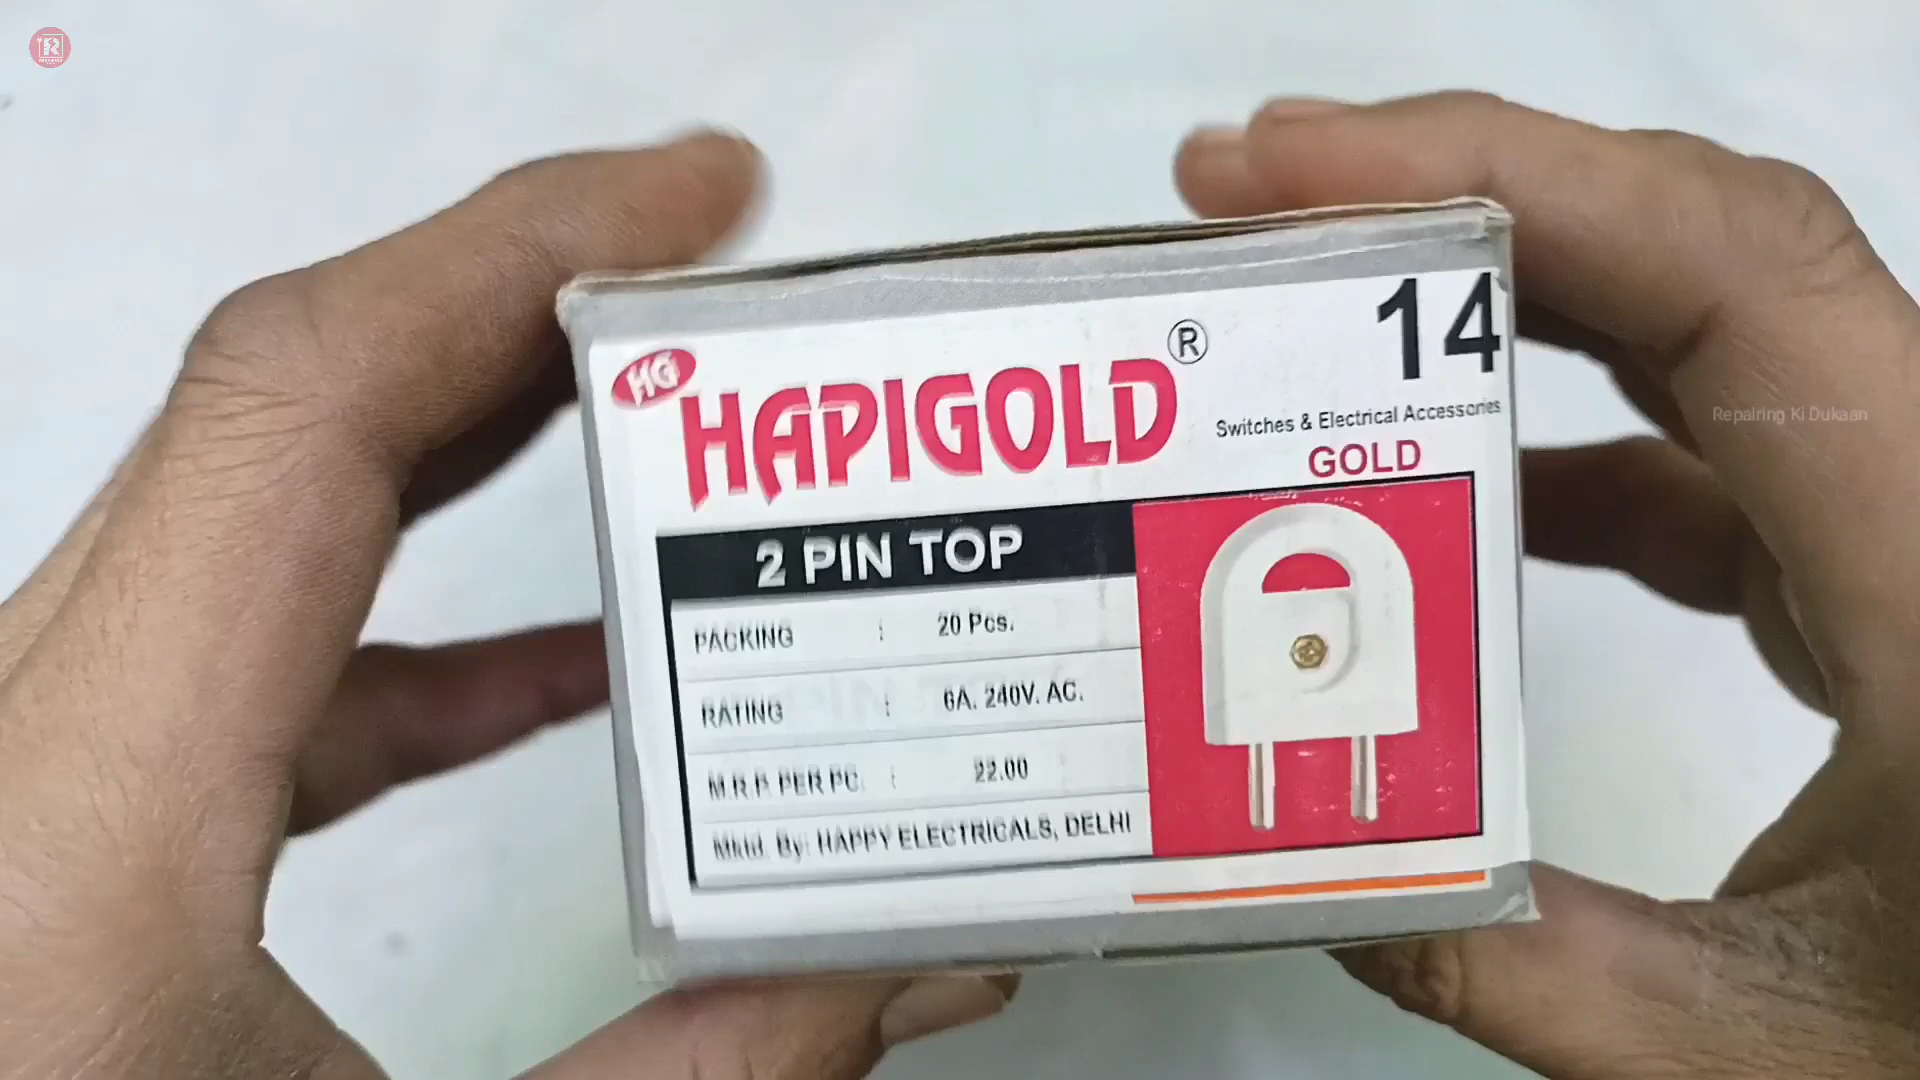 R
HG HAPIGOLD ®
14
Switches & Electrical Accessories
GOLD
2 PIN TOP
PACKING : 20 Pcs.
RATING : 6A. 240V. AC.
M.R.P. PER PC. : 22.00
Mktd. By: HAPPY ELECTRICALS, DELHI
Repairing Ki Dukaan